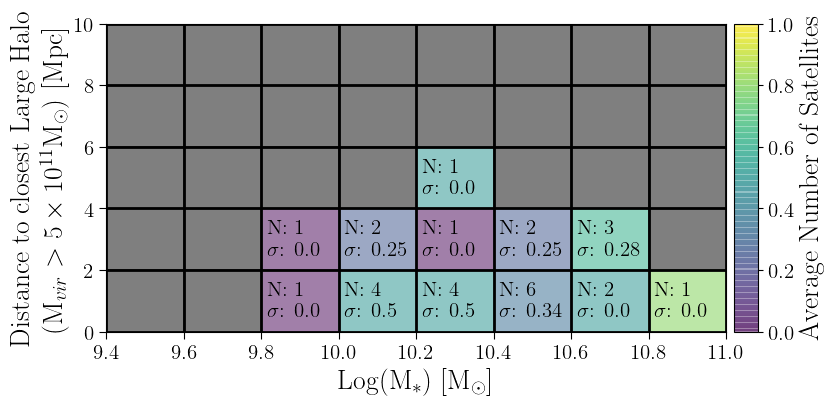 Distance to closest Large Halo
(M_{vir} > 5 × 10^{11}M_⊙) [Mpc]
10
8
6
4
2
0
N: 1
σ: 0.0
N: 1
σ: 0.0
N: 2
σ: 0.25
N: 1
σ: 0.0
N: 2
σ: 0.25
N: 3
σ: 0.28
N: 1
σ: 0.0
N: 4
σ: 0.5
N: 4
σ: 0.5
N: 6
σ: 0.34
N: 2
σ: 0.0
N: 1
σ: 0.0
9.4 9.6 9.8 10.0 10.2 10.4 10.6 10.8 11.0
Log(M_*) [M_⊙]
1.0
0.8
0.6
0.4
0.2
0.0
Average Number of Satellites